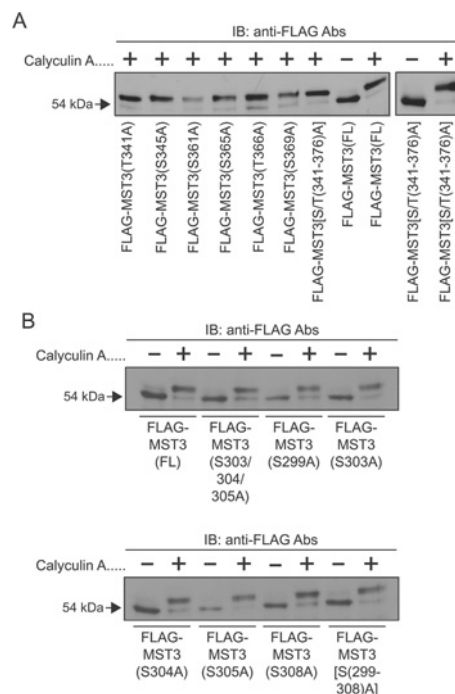 A
IB: anti-FLAG Abs
Calyculin A..... + + + + + + + − + − +
54 kDa
FLAG-MST3(T341A)
FLAG-MST3(S345A)
FLAG-MST3(S361A)
FLAG-MST3(S365A)
FLAG-MST3(T366A)
FLAG-MST3(S369A)
FLAG-MST3[S/T(341-376)A]
FLAG-MST3(FL)
FLAG-MST3(FL)
FLAG-MST3[S/T(341-376)A]
FLAG-MST3[S/T(341-376)A]
B
IB: anti-FLAG Abs
Calyculin A..... − + − + − + − +
54 kDa
FLAG- FLAG- FLAG- FLAG-
MST3 MST3 MST3 MST3
(FL) (S303/ (S299A) (S303A)
304/
305A)
IB: anti-FLAG Abs
Calyculin A..... − + − + − + − +
54 kDa
FLAG- FLAG- FLAG- FLAG-
MST3 MST3 MST3 MST3
(S304A) (S305A) (S308A) [S(299-
308)A]